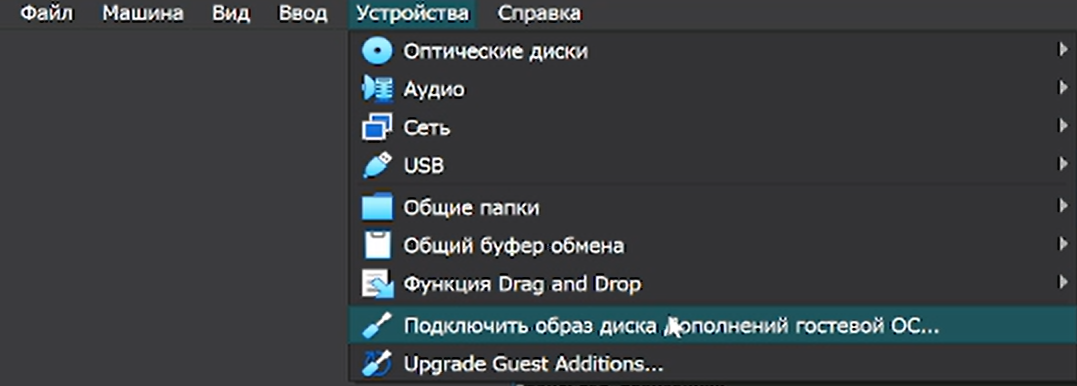 Файл Машина Вид Ввод Устройства Справка
Оптические диски
Аудио
Сеть
USB
Общие папки
Общий буфер обмена
Функция Drag and Drop
Подключить образ диска Дополнений гостевой ОС...
Upgrade Guest Additions...